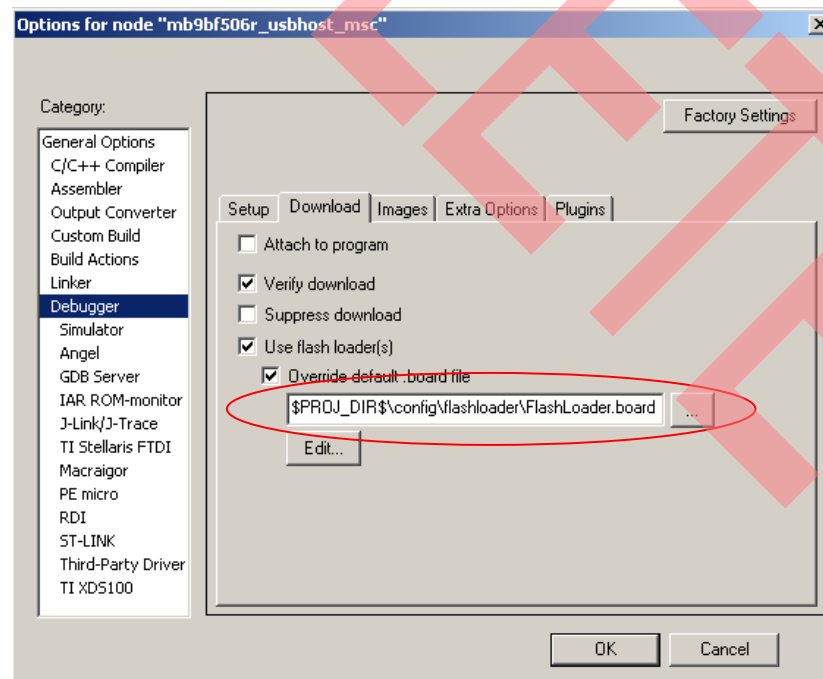 Options for node "mb9bf506r_usbhost_msc"
Category:
Factory Settings
General Options
C/C++ Compiler
Assembler
Output Converter
Custom Build
Build Actions
Linker
Debugger
Simulator
Angel
GDB Server
IAR ROM-monitor
J-Link/J-Trace
TI Stellaris FTDI
Macraigor
PE micro
RDI
ST-LINK
Third-Party Driver
TI XDS100
Setup Download Images Extra Options Plugins
Attach to program
Verify download
Suppress download
Use flash loader(s)
Override default .board file
$PROJ_DIR$\config\flashloader\FlashLoader.board ...
Edit...
OK Cancel